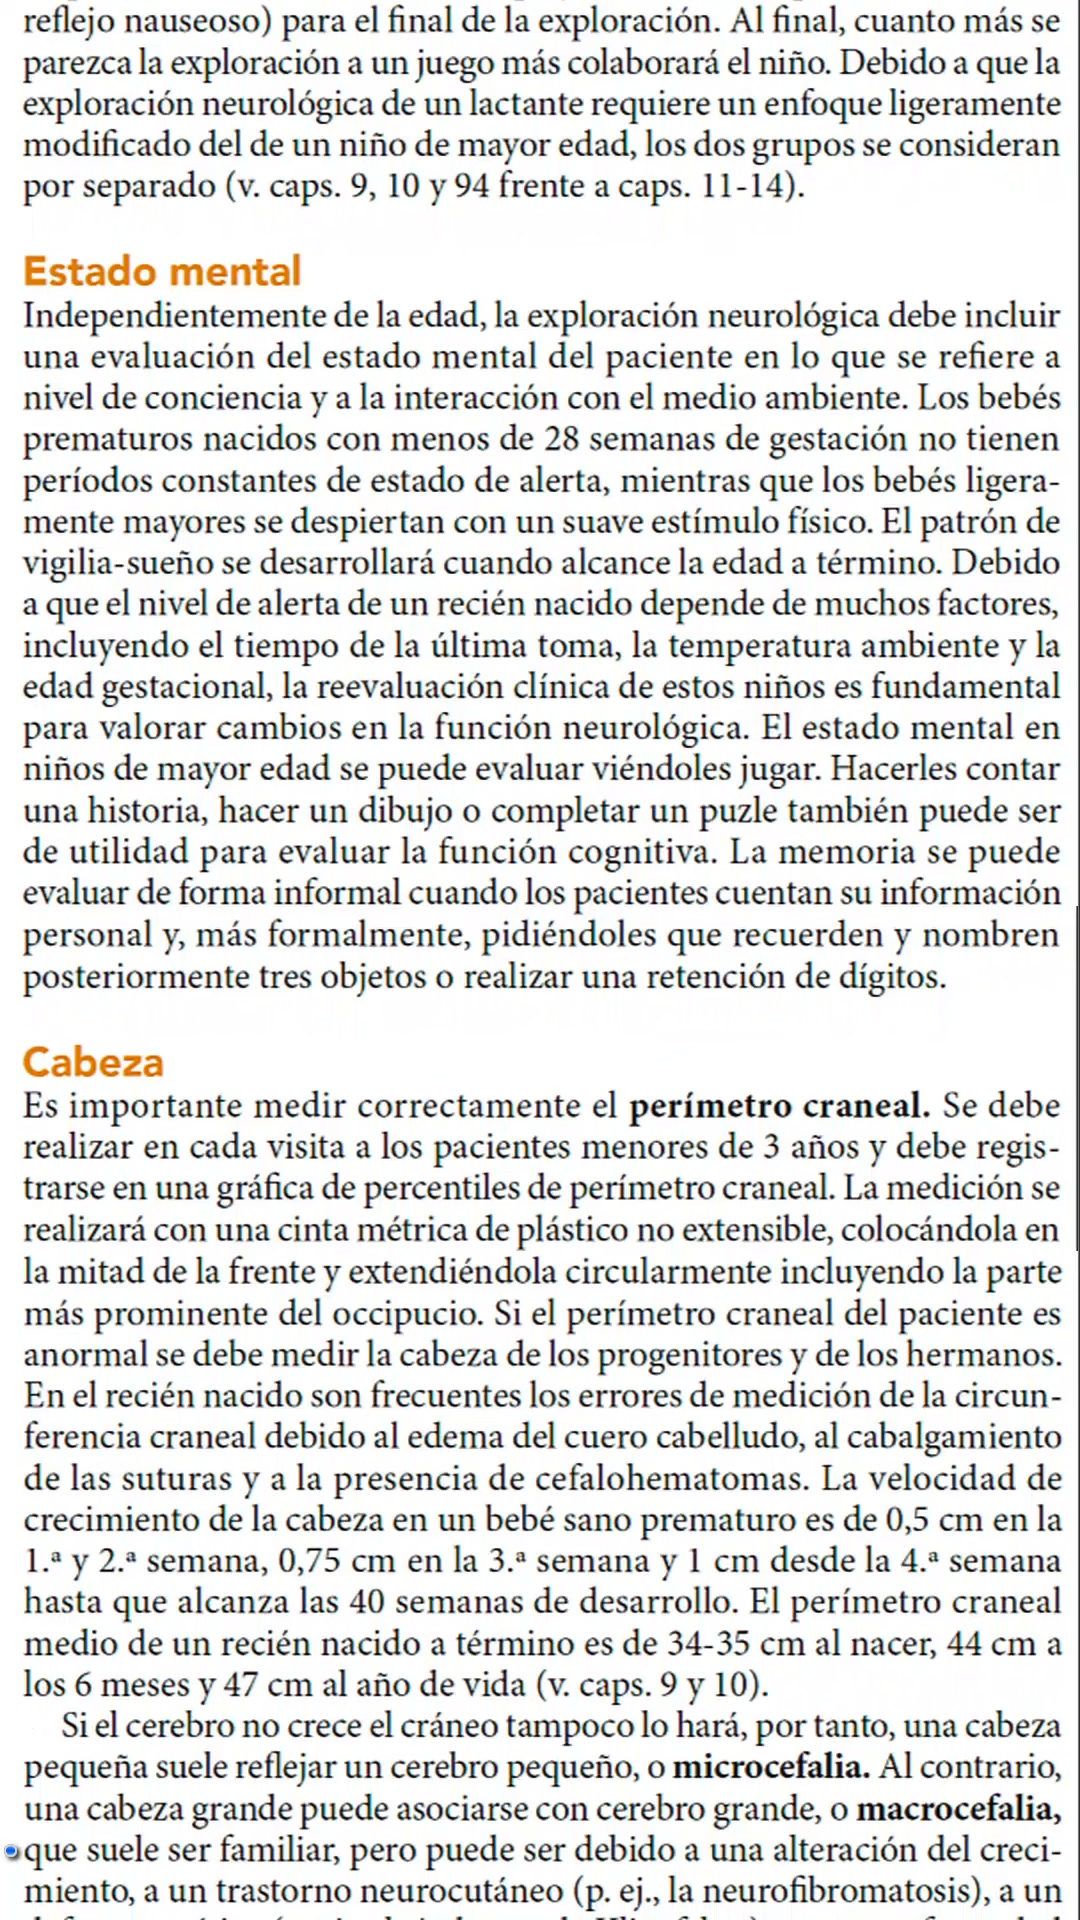 reflejo nauseoso) para el final de la exploración. Al final, cuanto más se
parezca la exploración a un juego más colaborará el niño. Debido a que la
exploración neurológica de un lactante requiere un enfoque ligeramente
modificado del de un niño de mayor edad, los dos grupos se consideran
por separado (v. caps. 9, 10 y 94 frente a caps. 11-14).
Estado mental
Independientemente de la edad, la exploración neurológica debe incluir
una evaluación del estado mental del paciente en lo que se refiere a
nivel de conciencia y a la interacción con el medio ambiente. Los bebés
prematuros nacidos con menos de 28 semanas de gestación no tienen
períodos constantes de estado de alerta, mientras que los bebés ligera-
mente mayores se despiertan con un suave estímulo físico. El patrón de
vigilia-sueño se desarrollará cuando alcance la edad a término. Debido
a que el nivel de alerta de un recién nacido depende de muchos factores,
incluyendo el tiempo de la última toma, la temperatura ambiente y la
edad gestacional, la reevaluación clínica de estos niños es fundamental
para valorar cambios en la función neurológica. El estado mental en
niños de mayor edad se puede evaluar viéndoles jugar. Hacerles contar
una historia, hacer un dibujo o completar un puzle también puede ser
de utilidad para evaluar la función cognitiva. La memoria se puede
evaluar de forma informal cuando los pacientes cuentan su información
personal y, más formalmente, pidiéndoles que recuerden y nombren
posteriormente tres objetos o realizar una retención de dígitos.
Cabeza
Es importante medir correctamente el perímetro craneal. Se debe
realizar en cada visita a los pacientes menores de 3 años y debe regis-
trarse en una gráfica de percentiles de perímetro craneal. La medición se
realizará con una cinta métrica de plástico no extensible, colocándola en
la mitad de la frente y extendiéndola circularmente incluyendo la parte
más prominente del occipucio. Si el perímetro craneal del paciente es
anormal se debe medir la cabeza de los progenitores y de los hermanos.
En el recién nacido son frecuentes los errores de medición de la circun-
ferencia craneal debido al edema del cuero cabelludo, al cabalgamiento
de las suturas y a la presencia de cefalohematomas. La velocidad de
crecimiento de la cabeza en un bebé sano prematuro es de 0,5 cm en la
1.ª y 2.ª semana, 0,75 cm en la 3.ª semana y 1 cm desde la 4.ª semana
hasta que alcanza las 40 semanas de desarrollo. El perímetro craneal
medio de un recién nacido a término es de 34-35 cm al nacer, 44 cm a
los 6 meses y 47 cm al año de vida (v. caps. 9 y 10).
Si el cerebro no crece el cráneo tampoco lo hará, por tanto, una cabeza
pequeña suele reflejar un cerebro pequeño, o microcefalia. Al contrario,
una cabeza grande puede asociarse con cerebro grande, o macrocefalia,
que suele ser familiar, pero puede ser debido a una alteración del creci-
miento, a un trastorno neurocutáneo (p. ej., la neurofibromatosis), a un